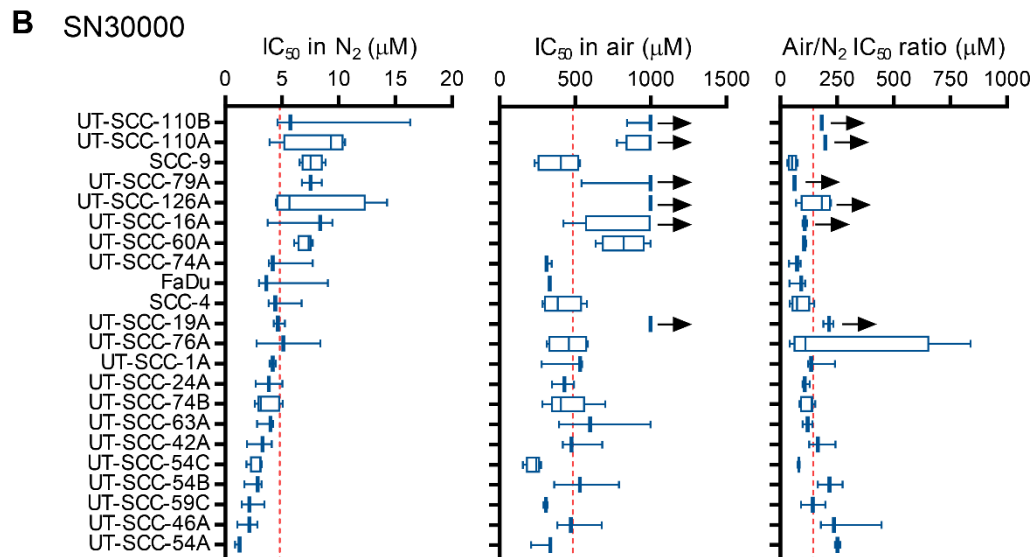 B SN30000
IC50 in N2 (μM) IC50 in air (μM) Air/N2 IC50 ratio (μM)
0 5 10 15 20 0 500 1000 1500 0 250 500 750 1000
UT-SCC-110B
UT-SCC-110A
SCC-9
UT-SCC-79A
UT-SCC-126A
UT-SCC-16A
UT-SCC-60A
UT-SCC-74A
FaDu
SCC-4
UT-SCC-19A
UT-SCC-76A
UT-SCC-1A
UT-SCC-24A
UT-SCC-74B
UT-SCC-63A
UT-SCC-42A
UT-SCC-54C
UT-SCC-54B
UT-SCC-59C
UT-SCC-46A
UT-SCC-54A